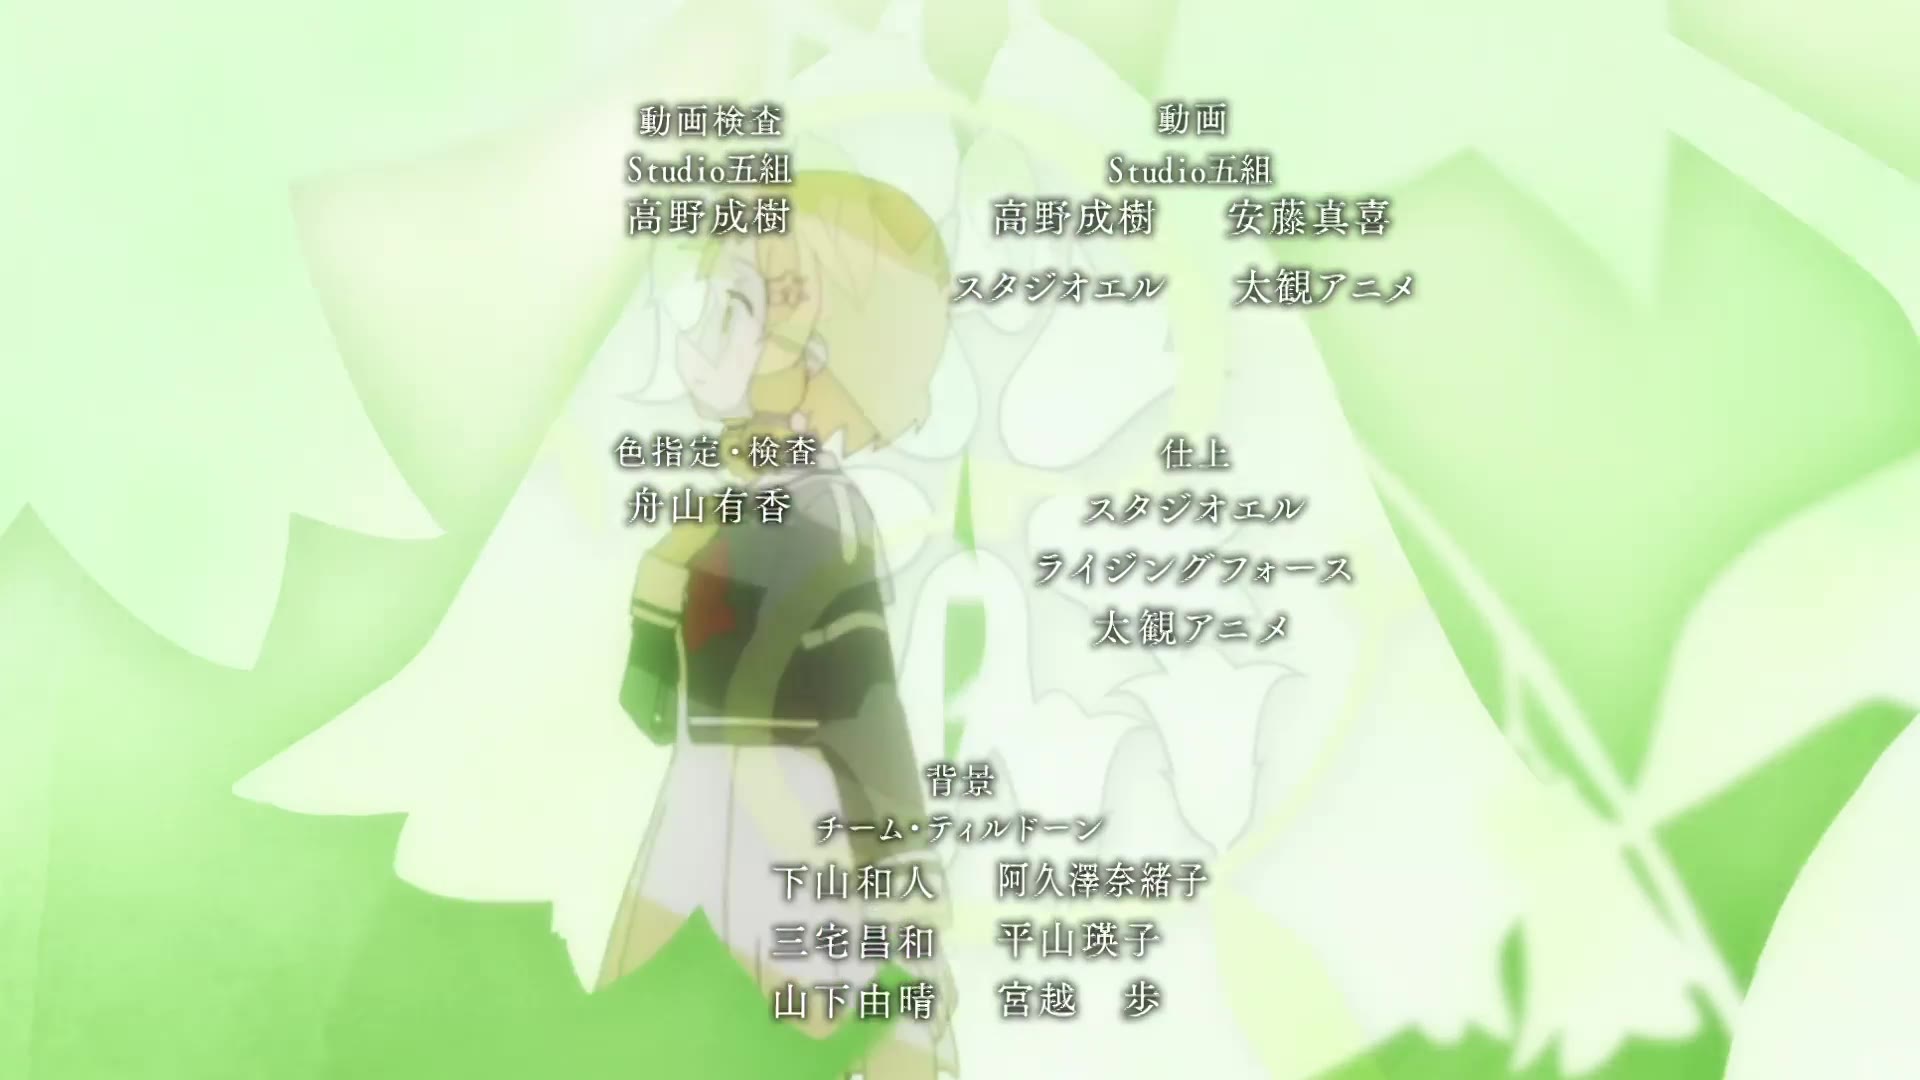 動画検査
Studio五組
高野成樹
動画
Studio五組
高野成樹 安藤真喜
スタジオエル 太観アニメ
色指定・検査
舟山有香
仕上
スタジオエル
ライジングフォース
太観アニメ
背景
チーム・ティルドーン
下山和人 阿久澤奈緒子
三宅昌和 平山瑛子
山下由晴 宮越 歩